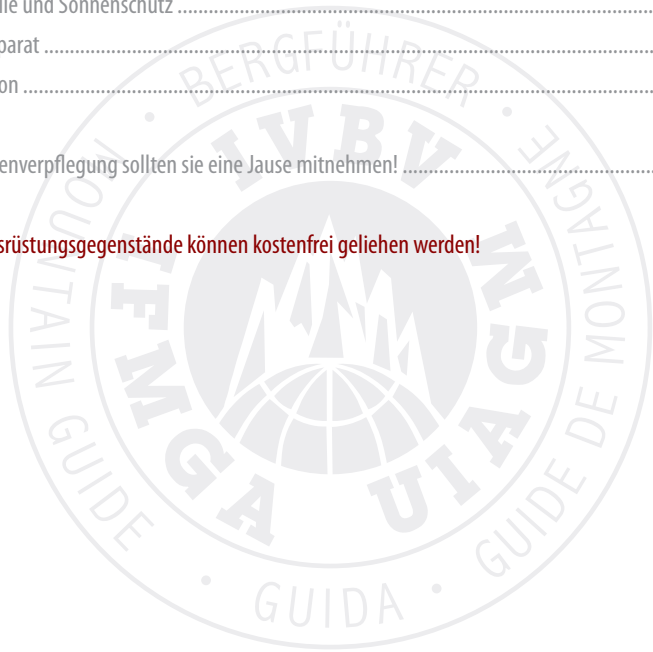 lle und Sonnenschutz ................................................................
parat ................................................................
on ................................................................
enverpflegung sollten sie eine Jause mitnehmen! ................................................................
srüstungsgegenstände können kostenfrei geliehen werden!
BERGFÜHRER • GUIDE DE MONTAGNE • GUIDA • MOUNTAIN GUIDE •
IVBV
UIAGM
IFMGA